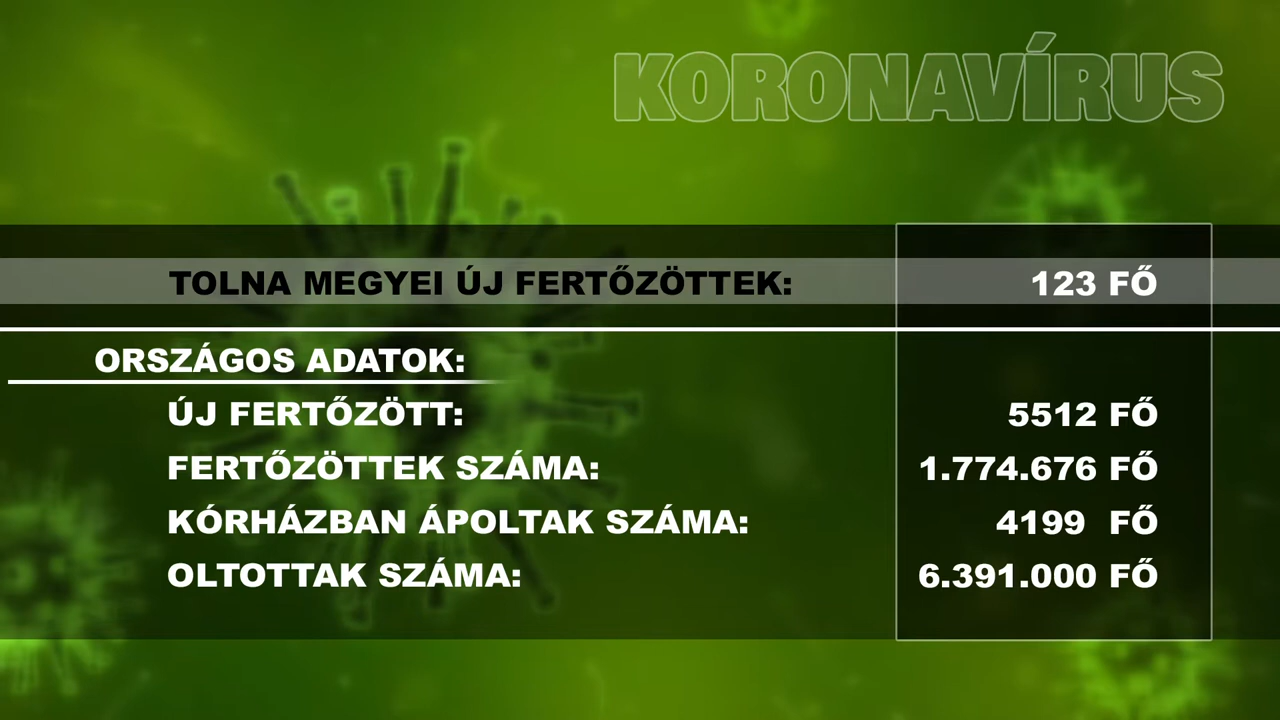 KORONAVÍRUS
TOLNA MEGYEI ÚJ FERTŐZÖTTEK: 123 FŐ
ORSZÁGOS ADATOK:
ÚJ FERTŐZÖTT: 5512 FŐ
FERTŐZÖTTEK SZÁMA: 1.774.676 FŐ
KÓRHÁZBAN ÁPOLTAK SZÁMA: 4199 FŐ
OLTOTTAK SZÁMA: 6.391.000 FŐ